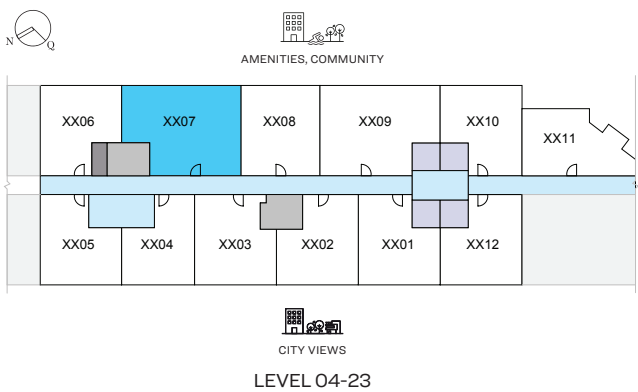 N
Q
AMENITIES, COMMUNITY
XX06
XX07
XX08
XX09
XX10
XX11
XX05
XX04
XX03
XX02
XX01
XX12
CITY VIEWS
LEVEL 04-23